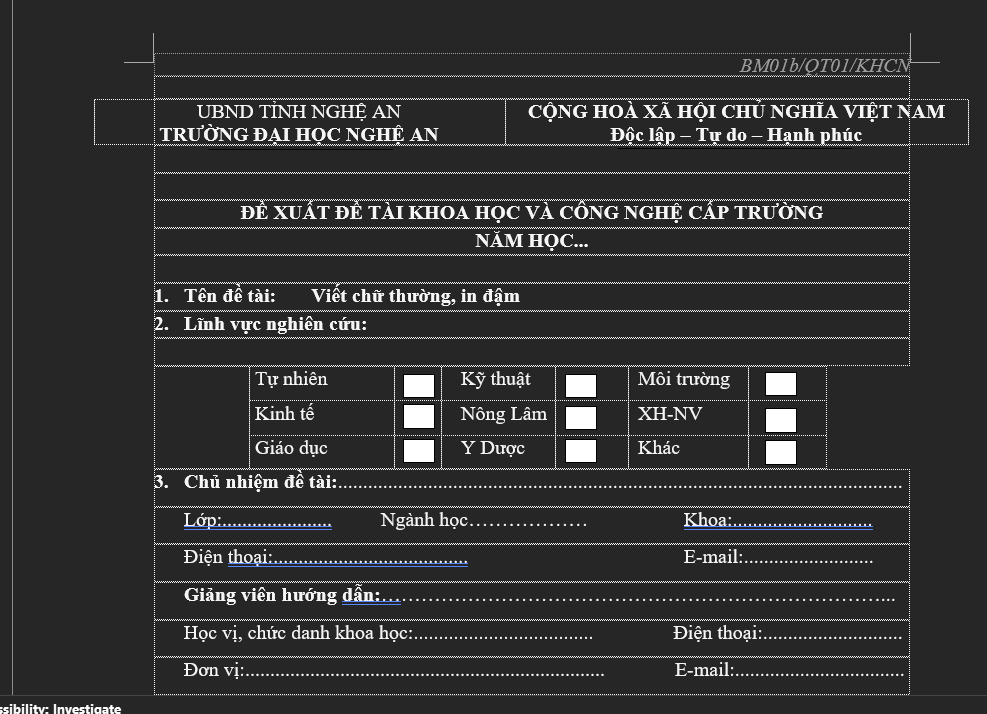 BM01b/QT01/KHCN
UBND TỈNH NGHỆ AN
TRƯỜNG ĐẠI HỌC NGHỆ AN
CỘNG HOÀ XÃ HỘI CHỦ NGHĨA VIỆT NAM
Độc lập – Tự do – Hạnh phúc
ĐỀ XUẤT ĐỀ TÀI KHOA HỌC VÀ CÔNG NGHỆ CẤP TRƯỜNG
NĂM HỌC...
1. Tên đề tài: Viết chữ thường, in đậm
2. Lĩnh vực nghiên cứu:
Tự nhiên Kỹ thuật Môi trường
Kinh tế Nông Lâm XH-NV
Giáo dục Y Dược Khác
3. Chủ nhiệm đề tài:....................................................................................................................
Lớp:...................... Ngành học……………… Khoa:.............................
Điện thoại:........................................ E-mail:...........................
Giảng viên hướng dẫn:…………………………………………………………………...
Học vị, chức danh khoa học:..................................... Điện thoại:.............................
Đơn vị:.......................................................................... E-mail:...................................
ssibility: Investigate